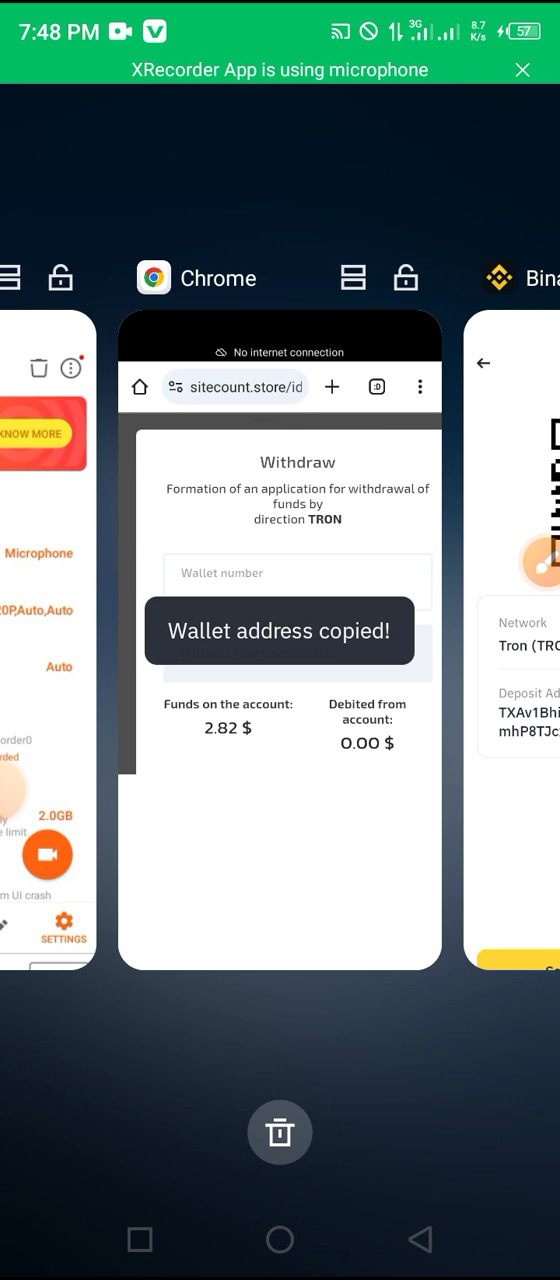 7:48 PM
3G
8.7
K/s
57
XRecorder App is using microphone
Chrome
KNOW MORE
Microphone
Auto,Auto
Auto
2.0GB
e limit
m UI crash
SETTINGS
No internet connection
sitecount.store/id
:D
Withdraw
Formation of an application for withdrawal of
funds by
direction TRON
Wallet number
Wallet address copied!
Funds on the account:
2.82 $
Debited from
account:
0.00 $
Bina
Network
Tron (TRC
Deposit Ad
TXAv1Bhi
mhP8TJc